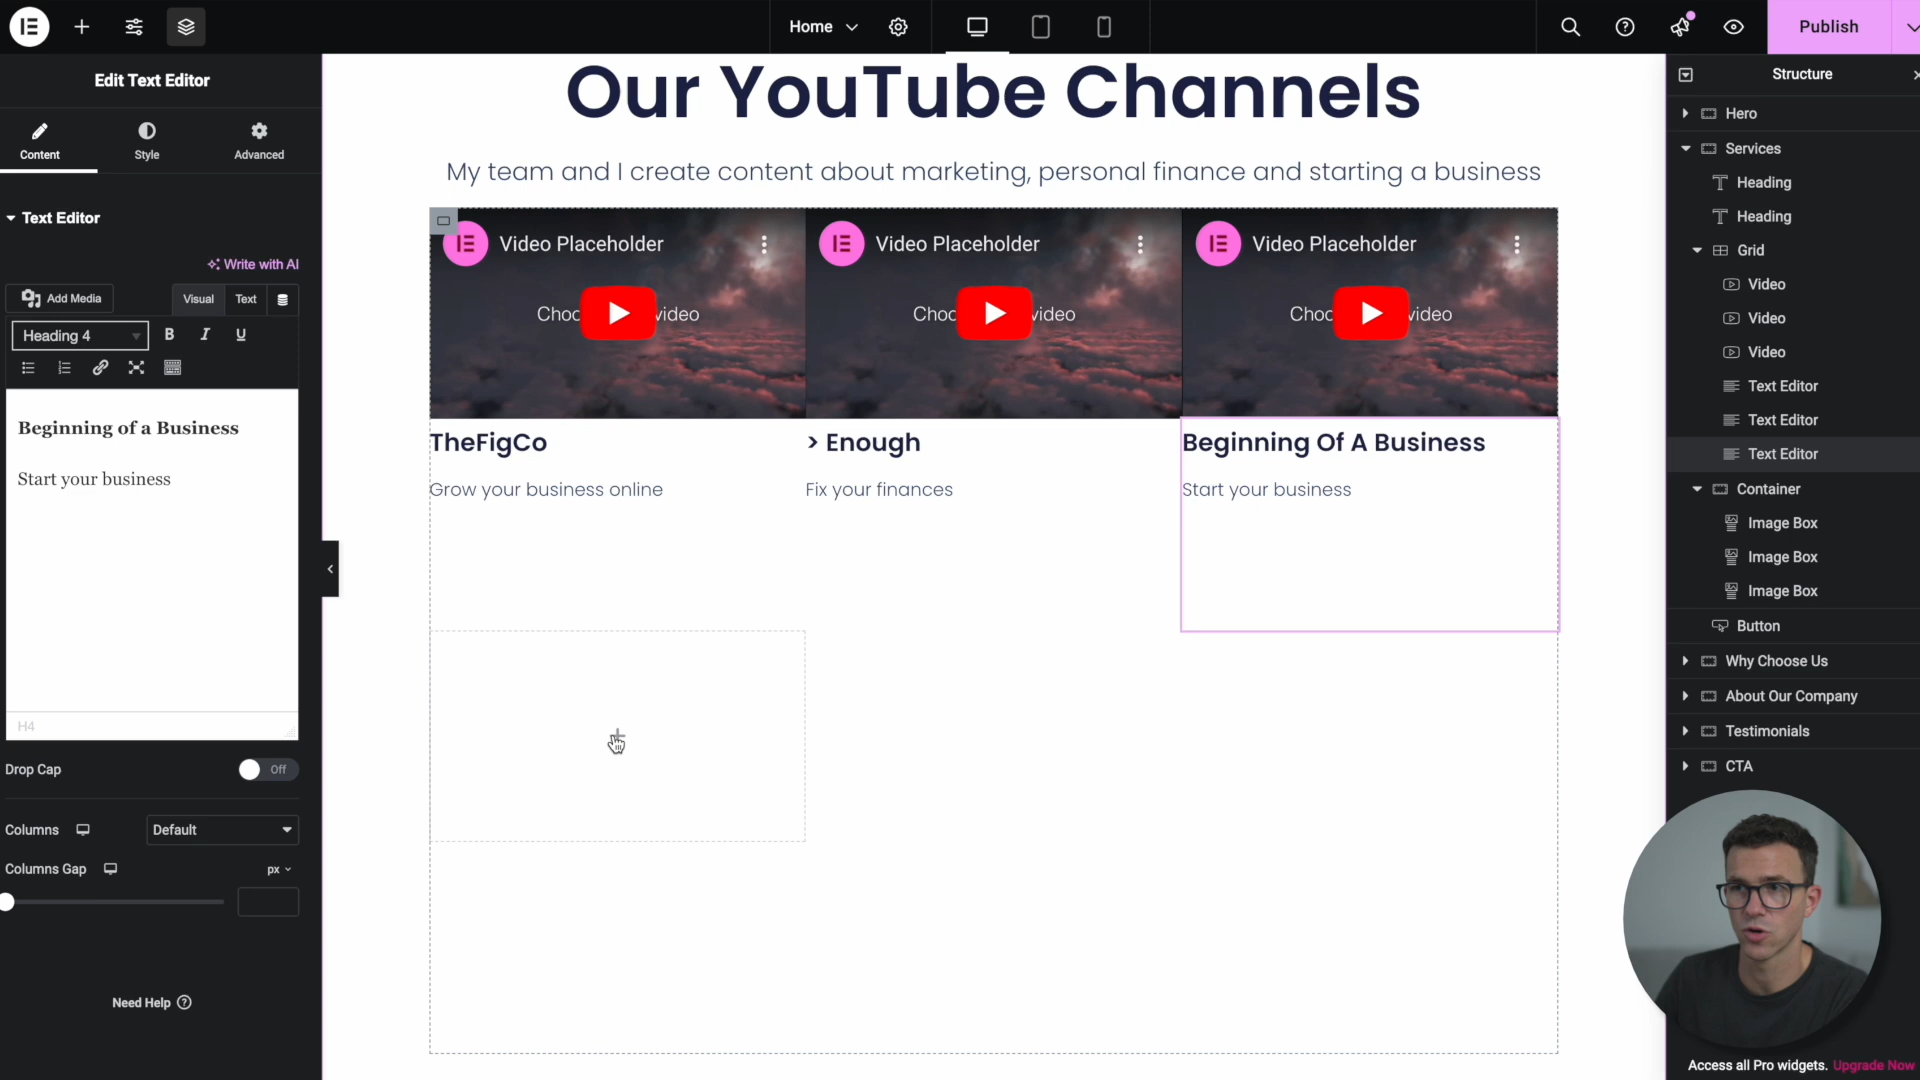 Home
Publish
Edit Text Editor
Content
Style
Advanced
Text Editor
Write with AI
Add Media
Visual
Text
Heading 4
B
I
U
Beginning of a Business
Start your business
H4
Drop Cap
Off
Columns
Default
Columns Gap
px
Need Help
Our YouTube Channels
My team and I create content about marketing, personal finance and starting a business
Video Placeholder
Video Placeholder
Video Placeholder
TheFigCo
> Enough
Beginning Of A Business
Grow your business online
Fix your finances
Start your business
Structure
Hero
Services
Heading
Heading
Grid
Video
Video
Video
Text Editor
Text Editor
Text Editor
Container
Image Box
Image Box
Image Box
Button
Why Choose Us
About Our Company
Testimonials
CTA
Access all Pro widgets. Upgrade Now